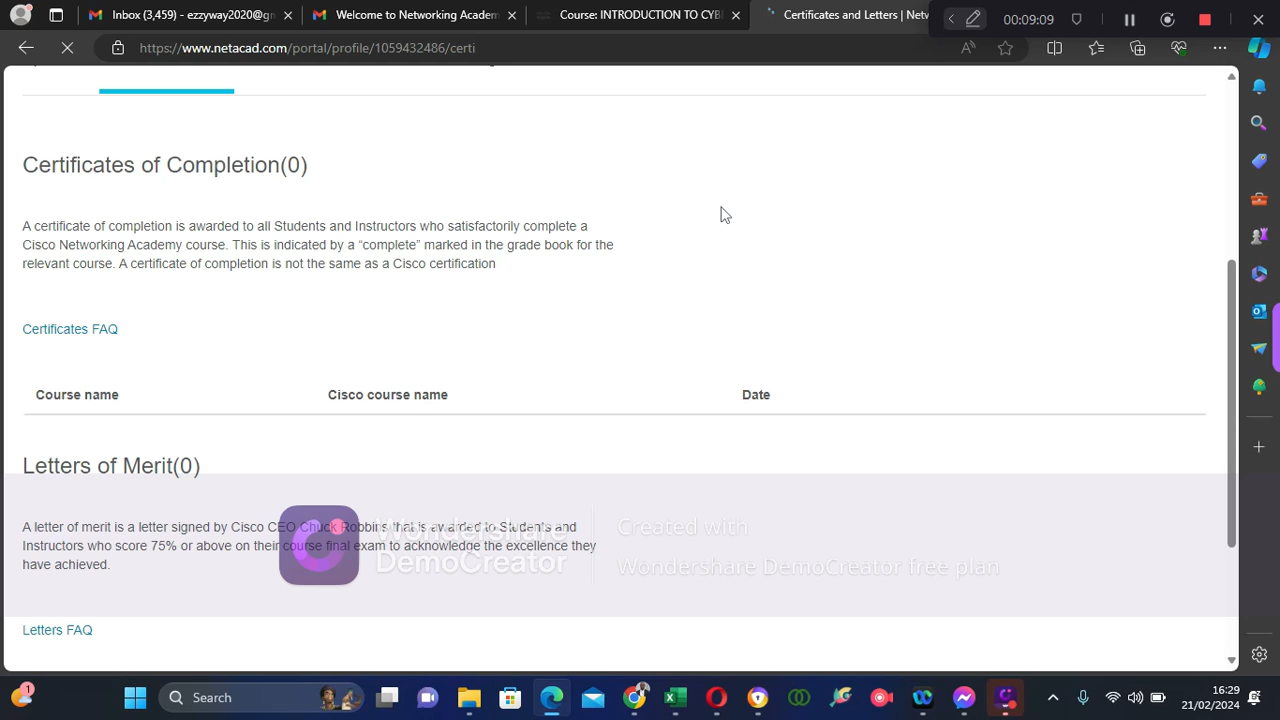 Inbox (3,459) - ezzyway2020@gn
Welcome to Networking Academ
Course: INTRODUCTION TO CYB
Certificates and Letters | Netw
00:09:09
https://www.netacad.com/portal/profile/1059432486/certi
Certificates of Completion(0)
A certificate of completion is awarded to all Students and Instructors who satisfactorily complete a
Cisco Networking Academy course. This is indicated by a “complete” marked in the grade book for the
relevant course. A certificate of completion is not the same as a Cisco certification
Certificates FAQ
Course name
Cisco course name
Date
Letters of Merit(0)
A letter of merit is a letter signed by Cisco CEO Chuck Robbins that is awarded to Students and
Instructors who score 75% or above on their course final exam to acknowledge the excellence they
have achieved.
Wondershare
DemoCreator
Created with
Wondershare DemoCreator free plan
Letters FAQ
1
Search
16:29
21/02/2024